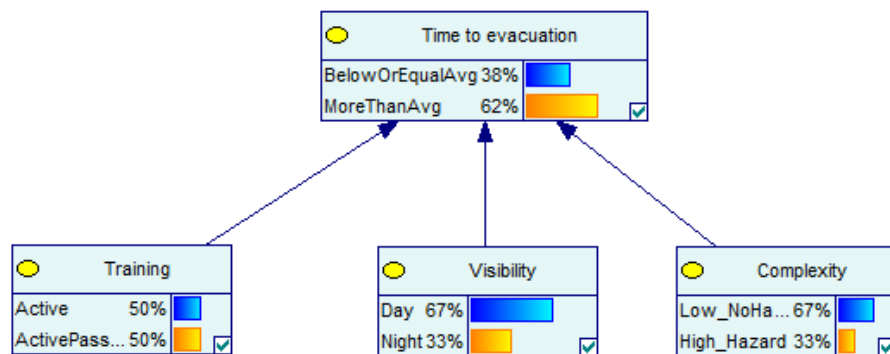 Time to evacuation
BelowOrEqualAvg 38%
MoreThanAvg 62%
Training
Active 50%
ActivePass... 50%
Visibility
Day 67%
Night 33%
Complexity
Low_NoHa... 67%
High_Hazard 33%